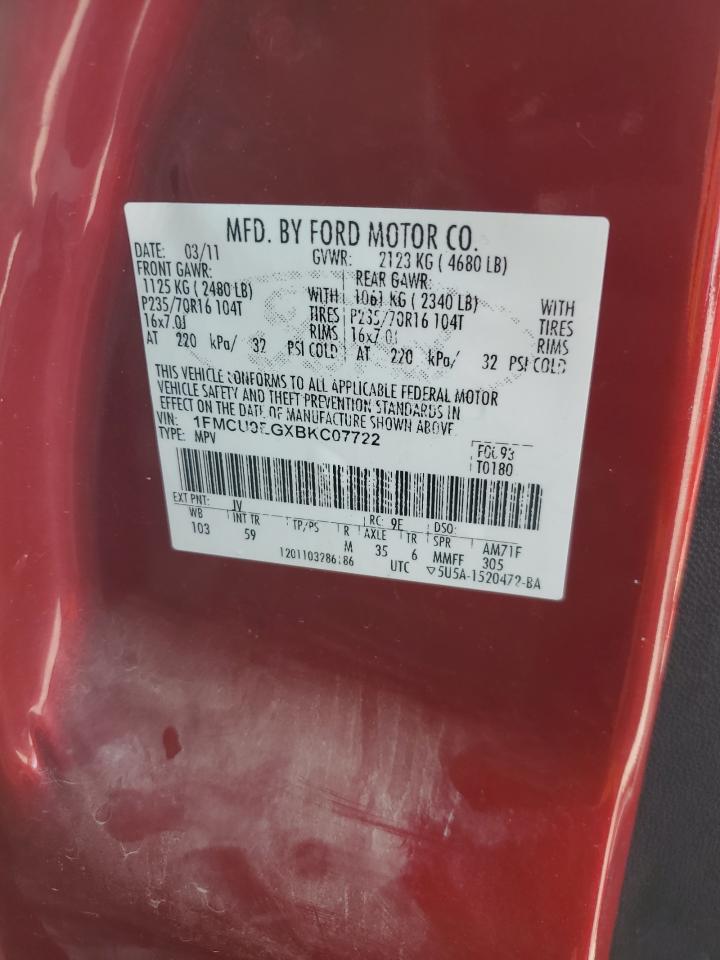 MFD. BY FORD MOTOR CO.
DATE: 03/11 GVWR: 2123 KG ( 4680 LB)
FRONT GAWR: REAR GAWR:
1125 KG ( 2480 LB) WITH 1061 KG ( 2340 LB) WITH
P235/70R16 104T TIRES P235/70R16 104T TIRES
16x7.0J RIMS 16x7.0J RIMS
AT 220 kPa/ 32 PSI COLD AT 220 kPa/ 32 PSI COLD
THIS VEHICLE CONFORMS TO ALL APPLICABLE FEDERAL MOTOR
VEHICLE SAFETY AND THEFT PREVENTION STANDARDS IN
EFFECT ON THE DATE OF MANUFACTURE SHOWN ABOVE.
VIN:
TYPE: MPV
T0180
EXT PNT: JV RC: 9E DSO:
WB INT TR TP/PS R AXLE TR SPR AM71F
103 59 M 35 6 MMFF 305
UTC ▽5U5A-1520472-BA